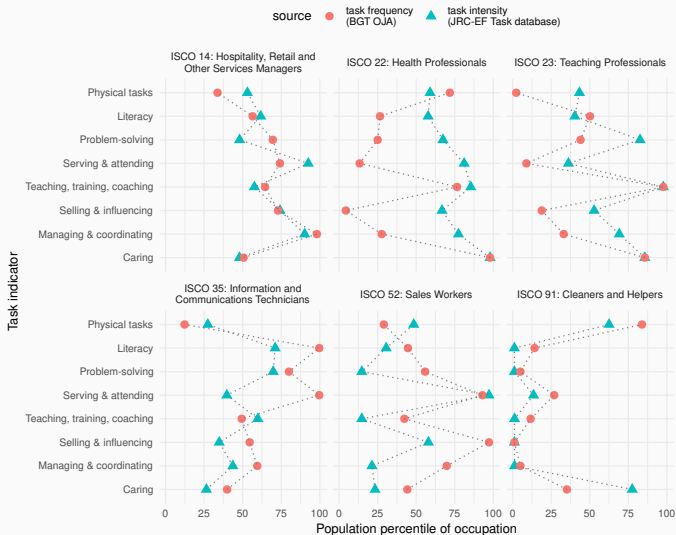 source
task frequency
(BGT OJA)
task intensity
(JRC-EF Task database)
ISCO 14: Hospitality, Retail and
Other Services Managers
ISCO 22: Health Professionals
ISCO 23: Teaching Professionals
Physical tasks
Literacy
Problem-solving
Serving & attending
Teaching, training, coaching
Selling & influencing
Managing & coordinating
Caring
Task indicator
ISCO 35: Information and
Communications Technicians
ISCO 52: Sales Workers
ISCO 91: Cleaners and Helpers
Physical tasks
Literacy
Problem-solving
Serving & attending
Teaching, training, coaching
Selling & influencing
Managing & coordinating
Caring
0 25 50 75 100 0 25 50 75 100 0 25 50 75 100
Population percentile of occupation